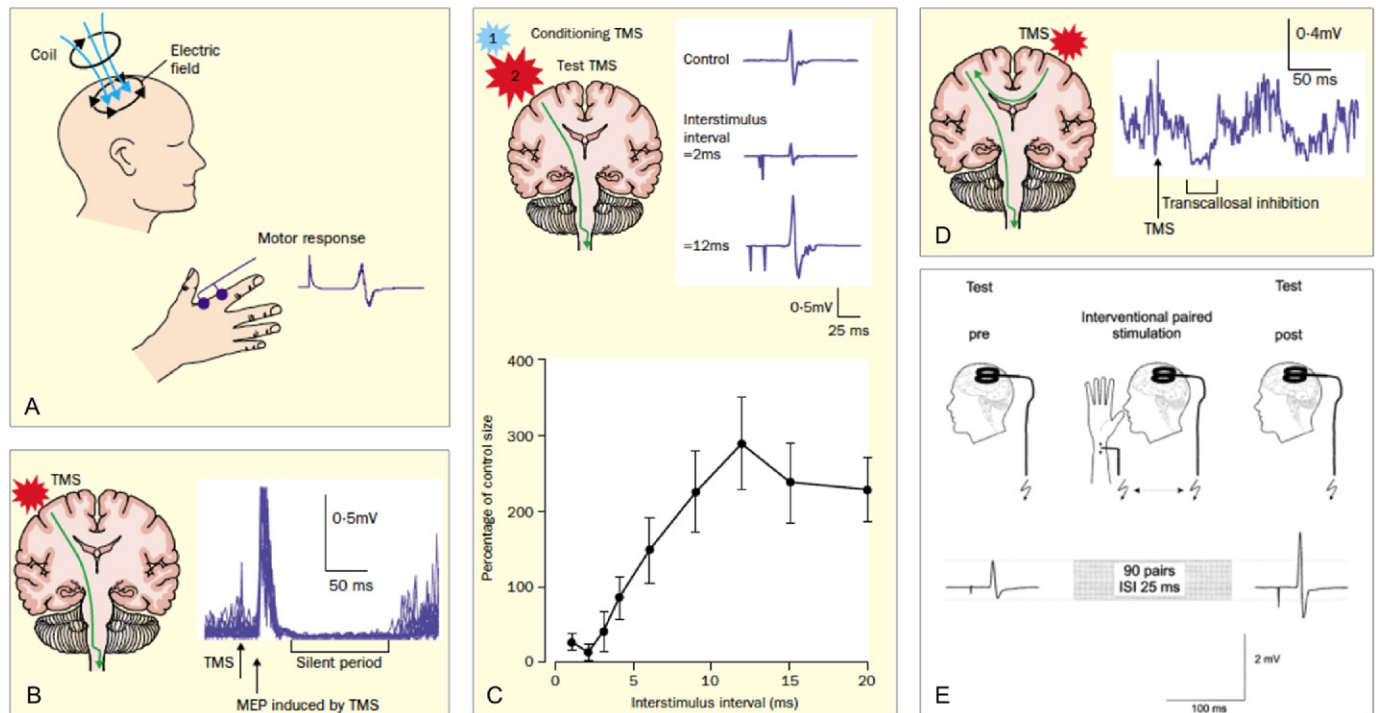 Coil
Electric
field
Motor response
A
TMS
0·5mV
50 ms
TMS
Silent period
MEP induced by TMS
B
1
Conditioning TMS
2
Test TMS
Control
Interstimulus
interval
=2ms
=12ms
0·5mV
25 ms
400
300
200
100
0
Percentage of control size
0
5
10
15
20
Interstimulus interval (ms)
C
TMS
0·4mV
50 ms
Transcallosal inhibition
TMS
D
Test
Test
pre
Interventional paired
stimulation
post
90 pairs
ISI 25 ms
2 mV
100 ms
E